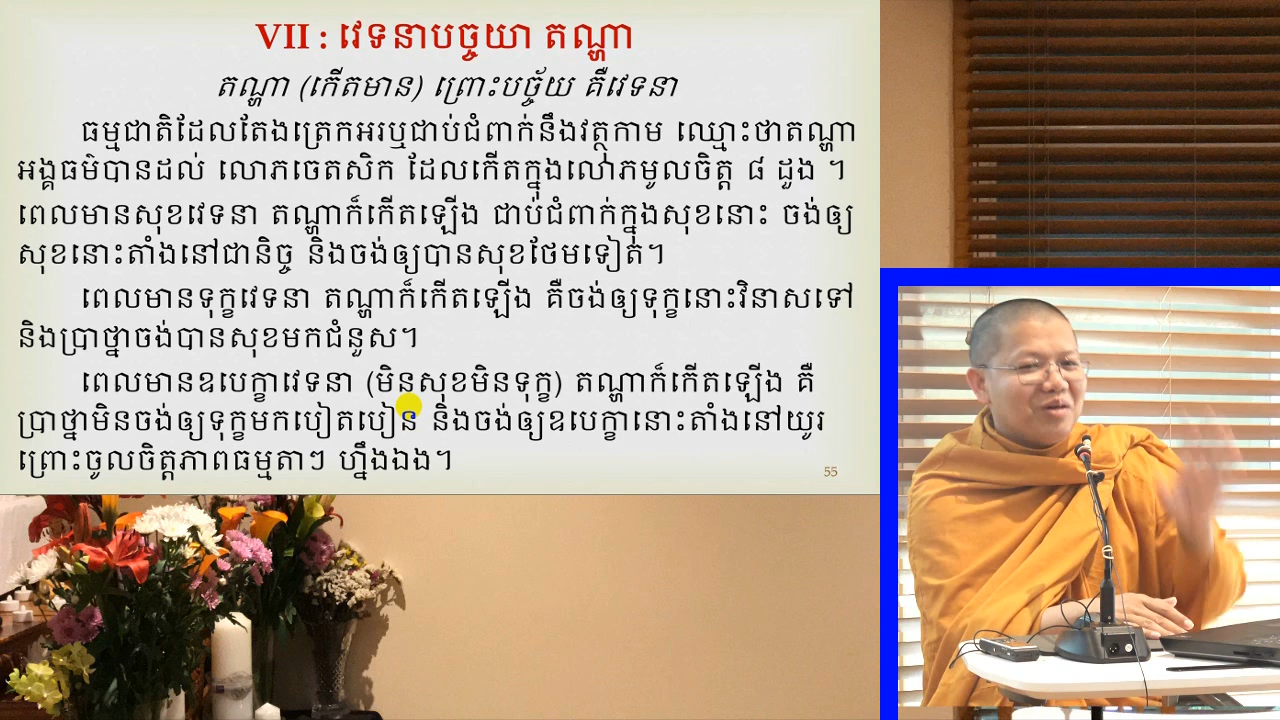 VII : វេទនាបច្ចយា តណ្ហា
តណ្ហា (កើតមាន) ព្រោះបច្ច័យ គឺវេទនា
ធម្មជាតិដែលតែងត្រេកអរឬជាប់ជំពាក់នឹងវត្ថុកាម ឈ្មោះថាតណ្ហា
អង្គធម៌បានដល់ លោភចេតសិក ដែលកើតក្នុងលោភមូលចិត្ត ៨ ដួង ។
ពេលមានសុខវេទនា តណ្ហាក៏កើតឡើង ជាប់ជំពាក់ក្នុងសុខនោះ ចង់ឲ្យ
សុខនោះតាំងនៅជានិច្ច និងចង់ឲ្យបានសុខថែមទៀត។
ពេលមានទុក្ខវេទនា តណ្ហាក៏កើតឡើង គឺចង់ឲ្យទុក្ខនោះវិនាសទៅ
និងប្រាថ្នាចង់បានសុខមកជំនួស។
ពេលមានឧបេក្ខាវេទនា (មិនសុខមិនទុក្ខ) តណ្ហាក៏កើតឡើង គឺ
ប្រាថ្នាមិនចង់ឲ្យទុក្ខមកបៀតបៀន និងចង់ឲ្យឧបេក្ខានោះតាំងនៅយូរ
ព្រោះចូលចិត្តភាពធម្មតាៗ ហ្នឹងឯង។
55